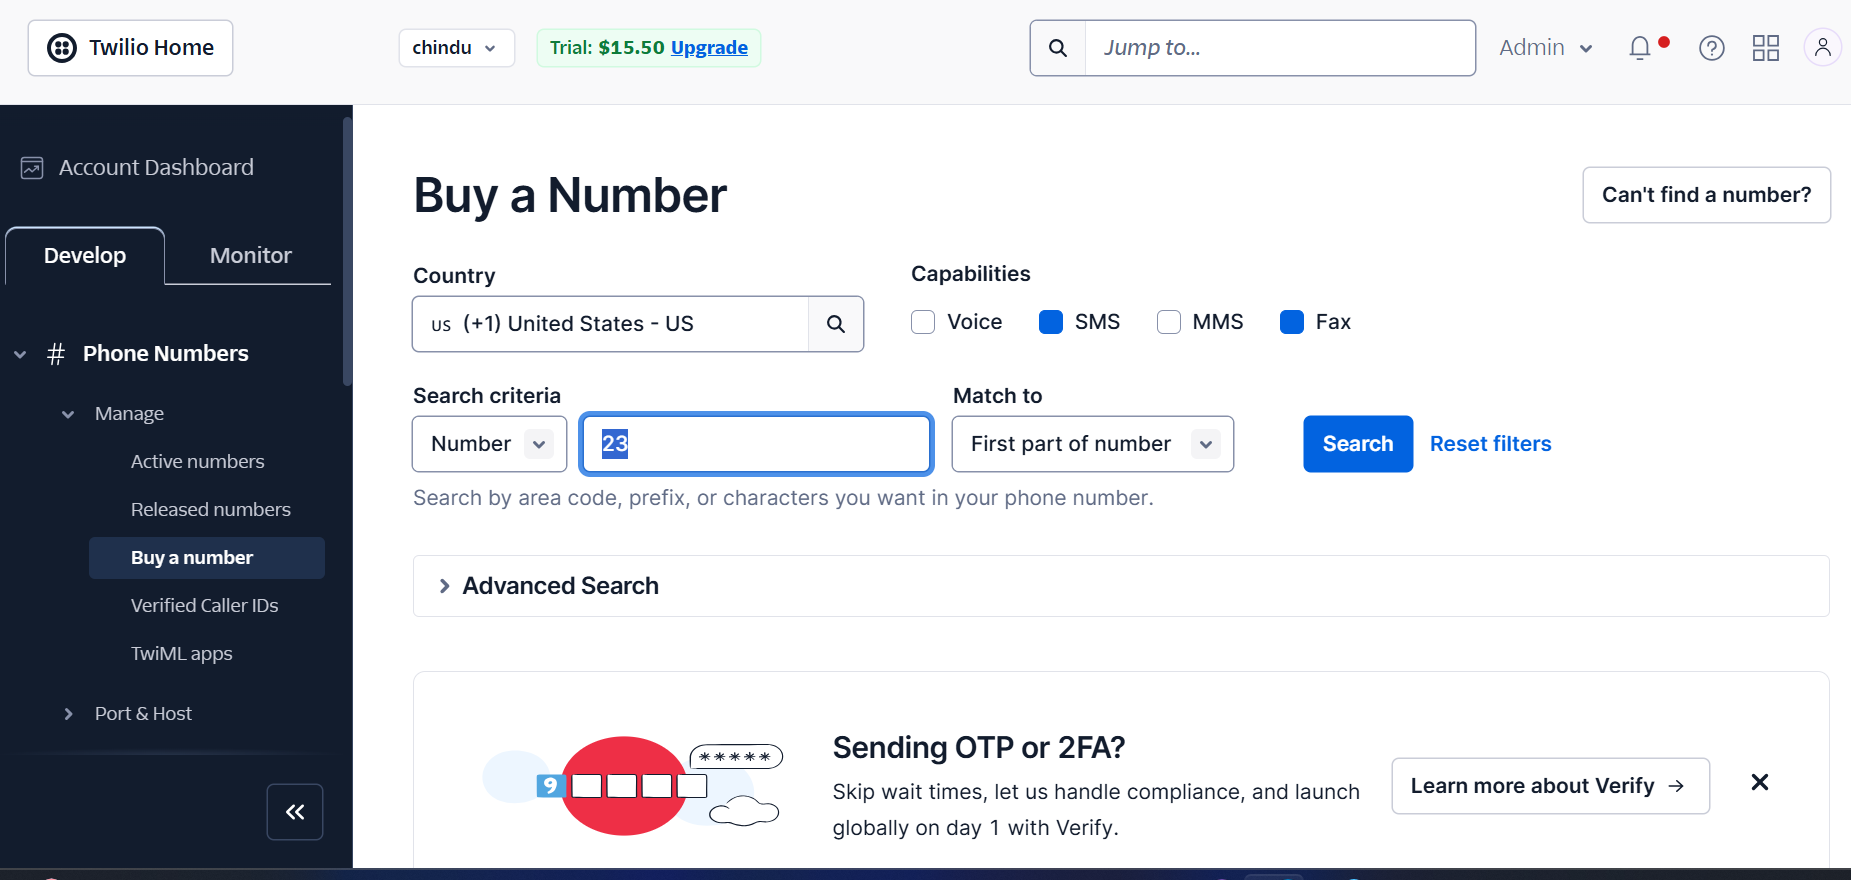 Twilio Home
chindu
Trial: $15.50 Upgrade
Jump to...
Admin
Account Dashboard
Develop
Monitor
# Phone Numbers
Manage
Active numbers
Released numbers
Buy a number
Verified Caller IDs
TwiML apps
Port & Host
Buy a Number
Can't find a number?
Country
US (+1) United States - US
Capabilities
Voice
SMS
MMS
Fax
Search criteria
Number
23
Match to
First part of number
Search
Reset filters
Search by area code, prefix, or characters you want in your phone number.
Advanced Search
9
*****
Sending OTP or 2FA?
Skip wait times, let us handle compliance, and launch
globally on day 1 with Verify.
Learn more about Verify →